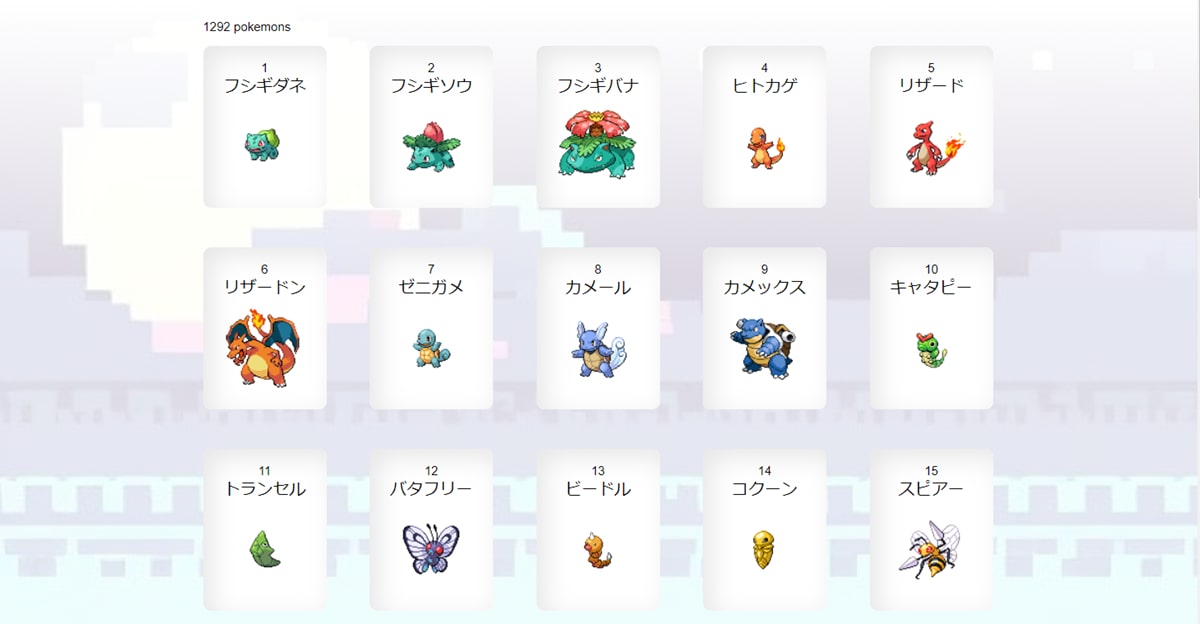 1292 pokemons
1
フシギダネ
2
フシギソウ
3
フシギバナ
4
ヒトカゲ
5
リザード
6
リザードン
7
ゼニガメ
8
カメール
9
カメックス
10
キャタピー
11
トランセル
12
バタフリー
13
ビードル
14
コクーン
15
スピアー